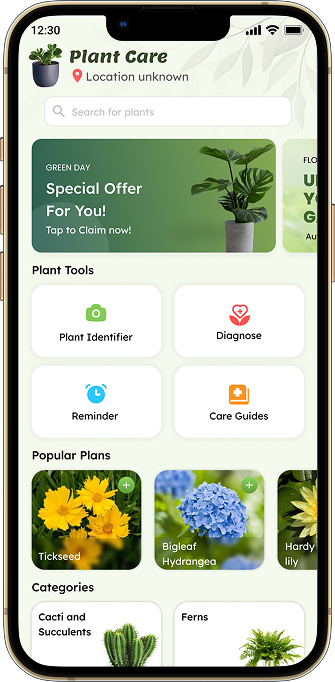 12:30
Plant Care
Location unknown
Search for plants
GREEN DAY
Special Offer
For You!
Tap to Claim now!
Plant Tools
Plant Identifier
Diagnose
Reminder
Care Guides
Popular Plans
Tickseed
Bigleaf
Hydrangea
Hardy
lily
Categories
Cacti and
Succulents
Ferns